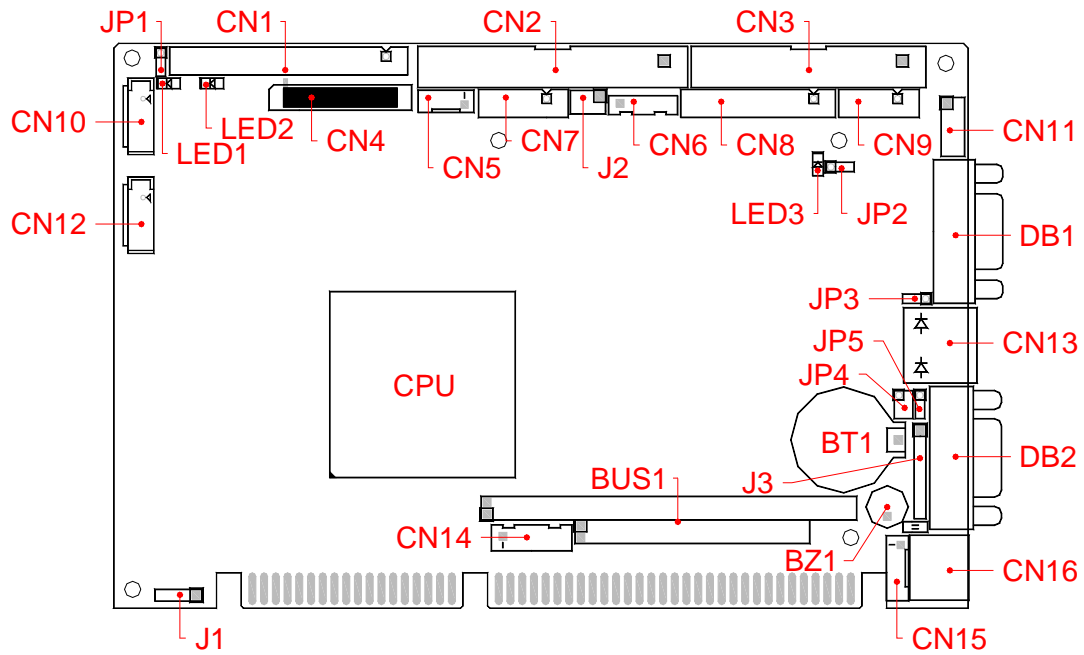 JP1 CN1 CN2 CN3
CN10 LED1 LED2 CN4 CN5 CN7 J2 CN6 CN8 CN9 CN11
LED3 JP2
CN12 DB1
JP3
CN13
JP5
JP4
CPU
BT1
DB2
J3
BUS1
CN14
BZ1
CN16
J1
CN15